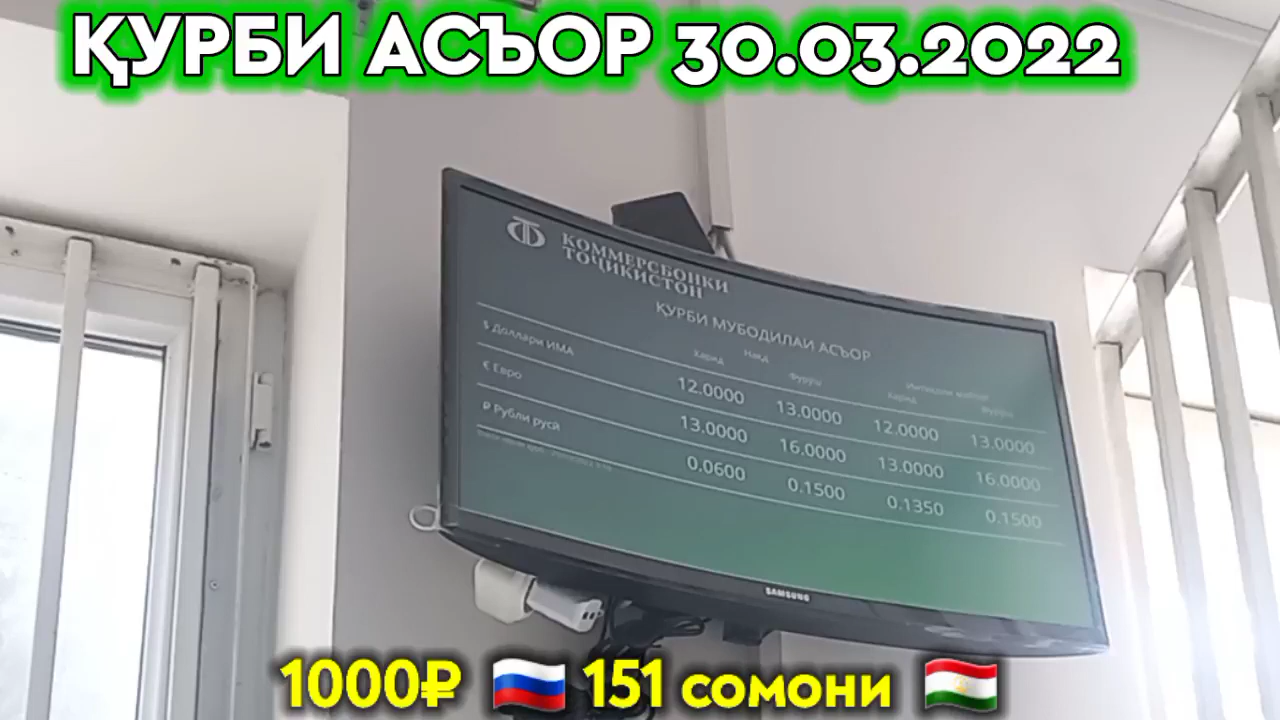 ҚУРБИ АСЪОР 30.03.2022
КОММЕРСБОНКИ
ТОҶИКИСТОН
ҚУРБИ МУБОДИЛАИ АСЪОР
Нақд
Харид Фурӯш Харид Фурӯш
$ Доллари ИМА 12.0000 13.0000 12.0000 13.0000
€ Евро 13.0000 16.0000 13.0000 16.0000
₽ Рубли русӣ 0.0600 0.1500 0.1350 0.1500
SAMSUNG
1000₽ 🇷🇺 151 сомони 🇹🇯